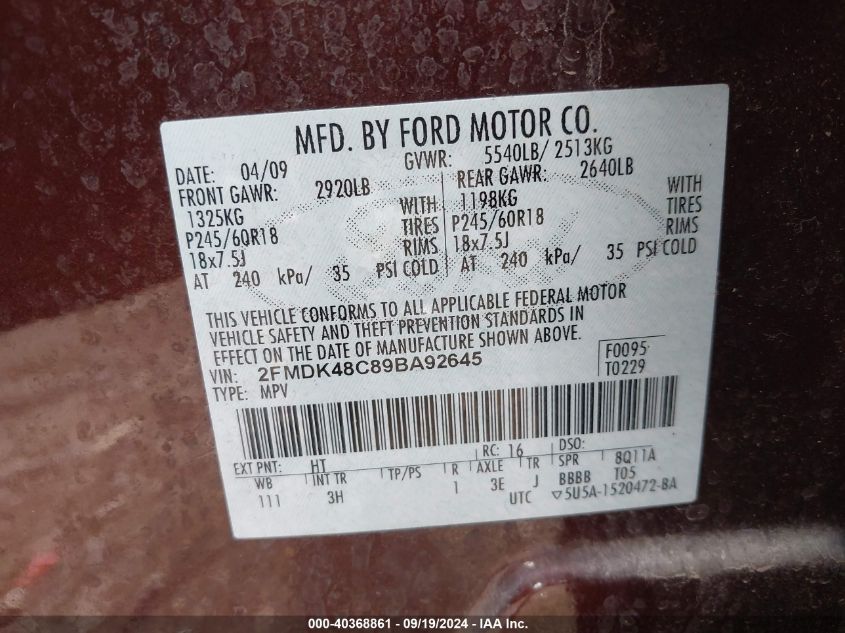 MFD. BY FORD MOTOR CO.
DATE: 04/09 GVWR: 5540LB/ 2513KG
FRONT GAWR: 2920LB REAR GAWR: 2640LB
1325KG WITH 1198KG WITH
P245/60R18 TIRES P245/60R18 TIRES
18x7.5J RIMS 18x7.5J RIMS
AT 240 kPa/ 35 PSI COLD AT 240 kPa/ 35 PSI COLD
THIS VEHICLE CONFORMS TO ALL APPLICABLE FEDERAL MOTOR
VEHICLE SAFETY AND THEFT PREVENTION STANDARDS IN
EFFECT ON THE DATE OF MANUFACTURE SHOWN ABOVE.
VIN: 2FMDK48C89BA92645 F0095
TYPE: MPV T0229
EXT PNT: HT RC: 16 DSO:
WB INT TR TP/PS R AXLE TR SPR 8Q11A
111 3H 1 3E J BBBB T05
UTC ▽5U5A-1520472-BA
000-40368861 - 09/19/2024 - IAA Inc.